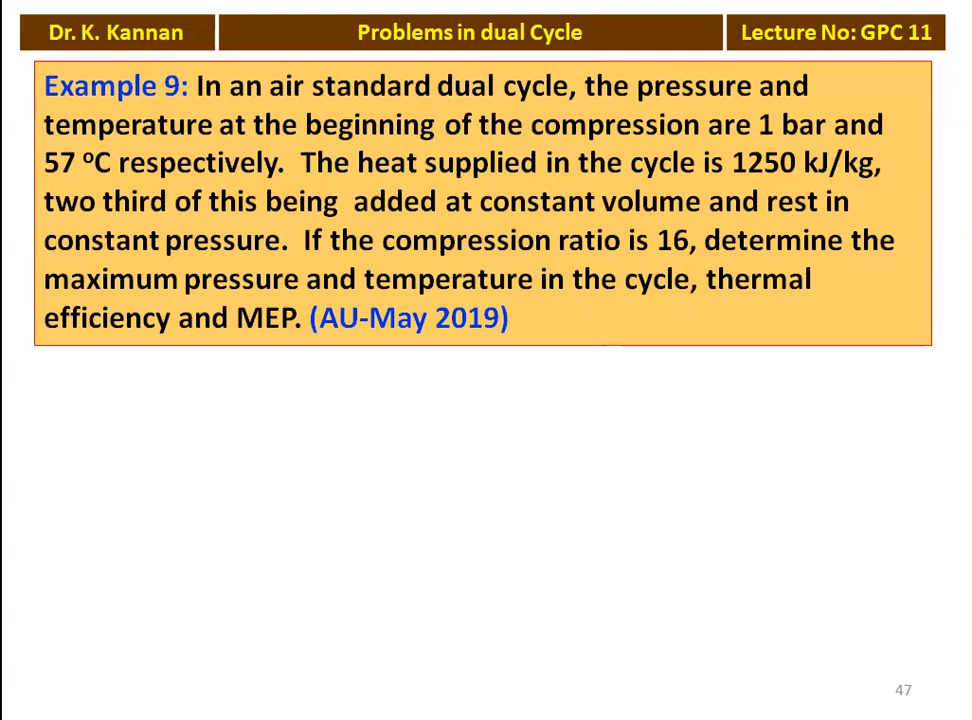 Dr. K. Kannan
Problems in dual Cycle
Lecture No: GPC 11
Example 9: In an air standard dual cycle, the pressure and
temperature at the beginning of the compression are 1 bar and
57 ºC respectively. The heat supplied in the cycle is 1250 kJ/kg,
two third of this being added at constant volume and rest in
constant pressure. If the compression ratio is 16, determine the
maximum pressure and temperature in the cycle, thermal
efficiency and MEP. (AU-May 2019)
47